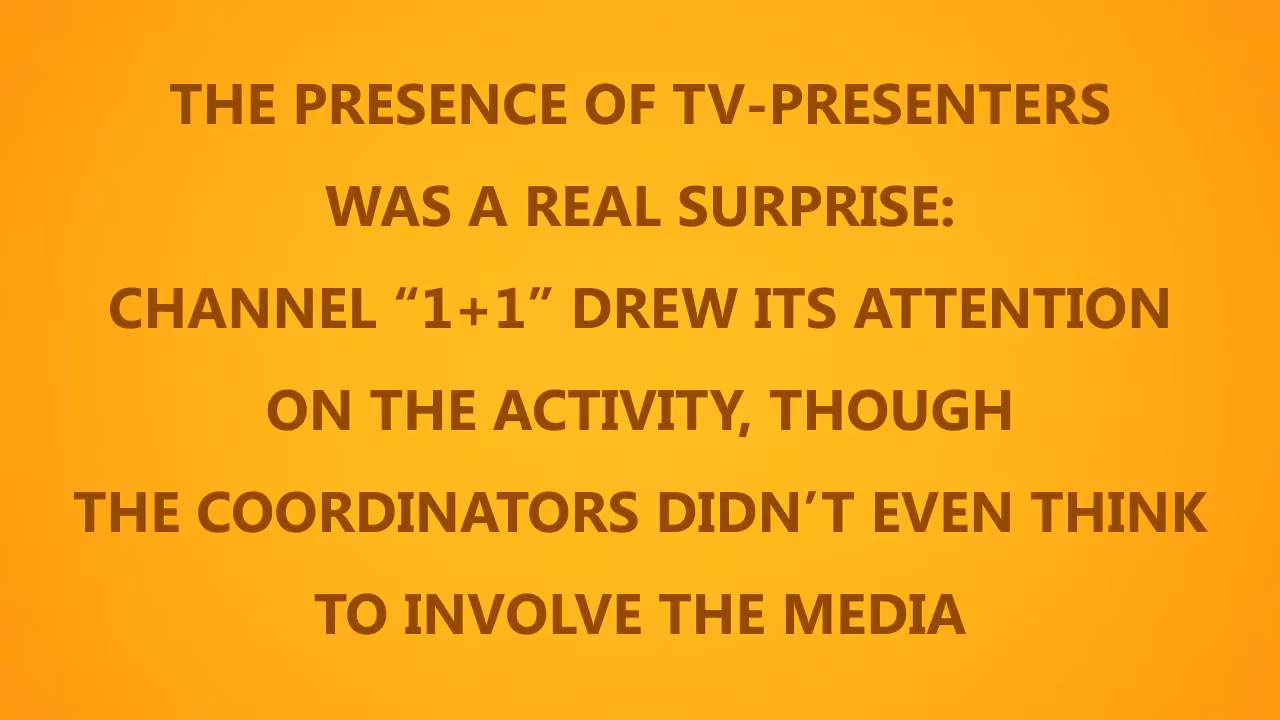 THE PRESENCE OF TV-PRESENTERS
WAS A REAL SURPRISE:
CHANNEL “1+1” DREW ITS ATTENTION
ON THE ACTIVITY, THOUGH
THE COORDINATORS DIDN’T EVEN THINK
TO INVOLVE THE MEDIA